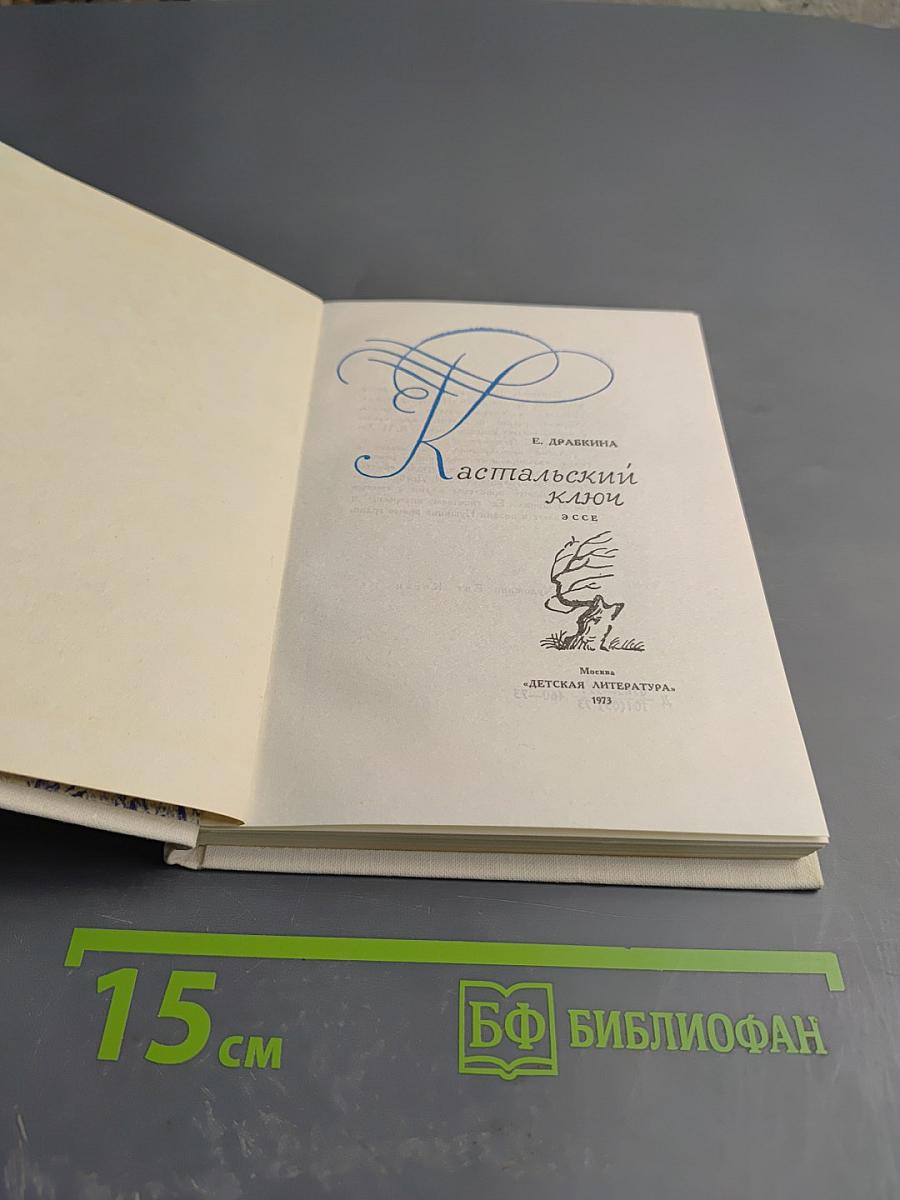 Е. ДРАБКИНА
Кастальский
ключ
ЭССЕ
Москва
«ДЕТСКАЯ ЛИТЕРАТУРА»
1973
15 см
БФ БИБЛИОФАН